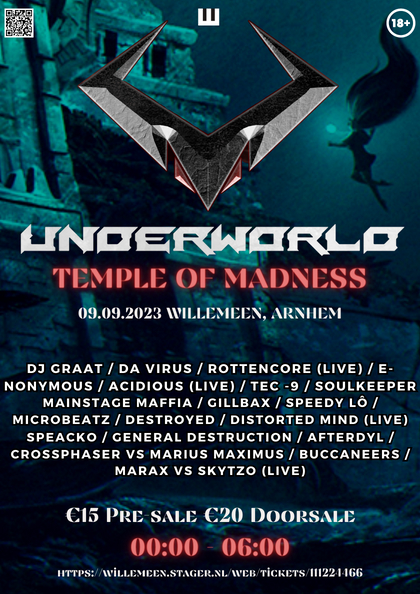 W
18+
UNDERWORLD
TEMPLE OF MADNESS
09.09.2023 WILLEMEEN, ARNHEM
DJ GRAAT / DA VIRUS / ROTTENCORE (LIVE) / E-
NONYMOUS / ACIDIOUS (LIVE) / TEC -9 / SOULKEEPER
MAINSTAGE MAFFIA / GILLBAX / SPEEDY LÔ /
MICROBEATZ / DESTROYED / DISTORTED MIND (LIVE)
SPEACKO / GENERAL DESTRUCTION / AFTERDYL /
CROSSPHASER VS MARIUS MAXIMUS / BUCCANEERS /
MARAX VS SKYTZO (LIVE)
€15 PRE-SALE €20 DOORSALE
00:00 - 06:00
HTTPS://WILLEMEEN.STAGER.NL/WEB/TICKETS/111224466